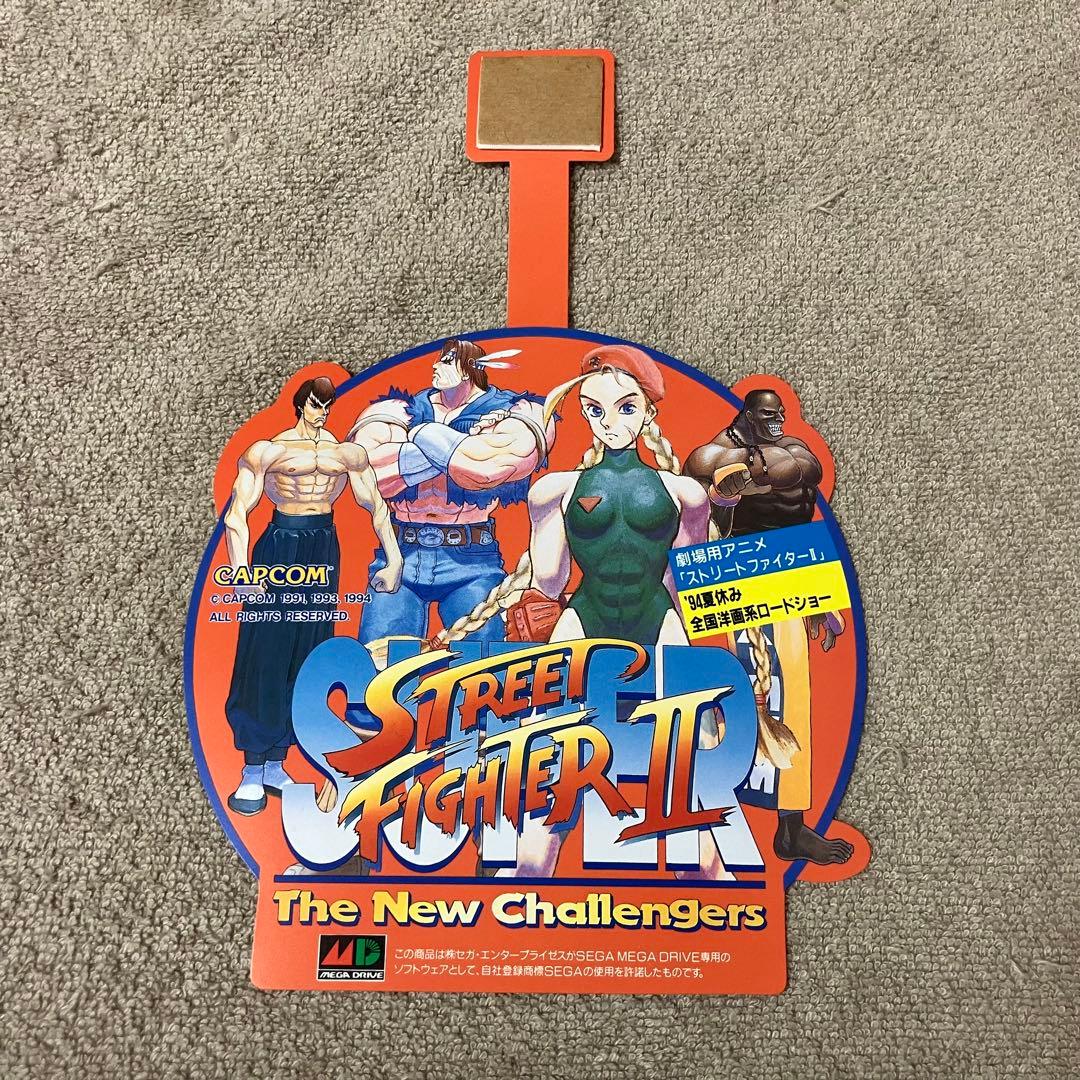 CAPCOM
© CAPCOM 1991, 1993, 1994
ALL RIGHTS RESERVED.
劇場用アニメ
「ストリートファイターII」
'94夏休み
全国洋画系ロードショー
SUPER
STREET
FIGHTER II
The New Challengers
MD
MEGA DRIVE
この商品は㈱セガ・エンタープライゼスがSEGA MEGA DRIVE専用の
ソフトウェアとして、自社登録商標SEGAの使用を許諾したものです。